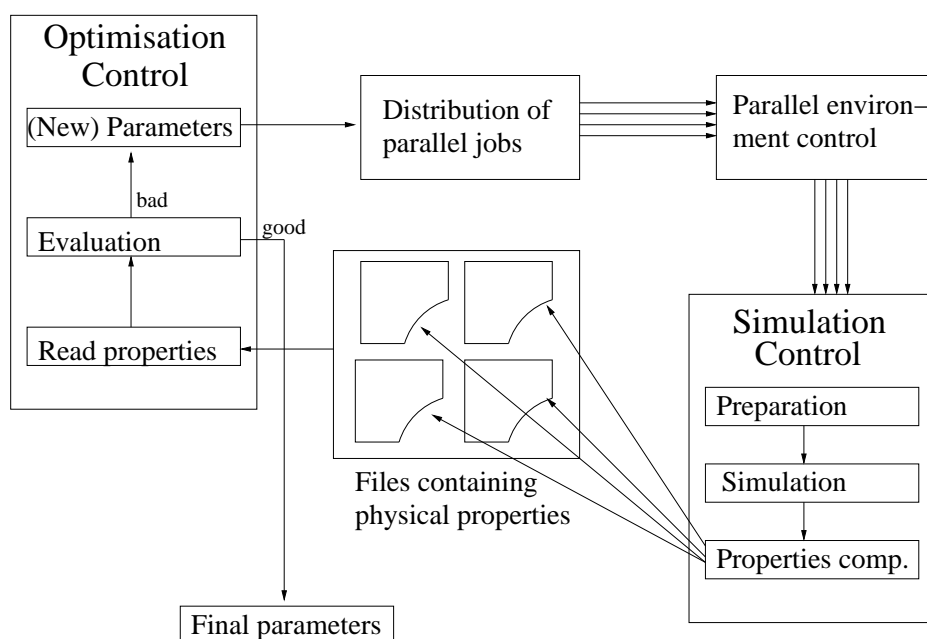 Optimisation
Control
(New) Parameters
bad
Evaluation
good
Read properties
Distribution of
parallel jobs
Parallel environ–
ment control
Files containing
physical properties
Simulation
Control
Preparation
Simulation
Properties comp.
Final parameters